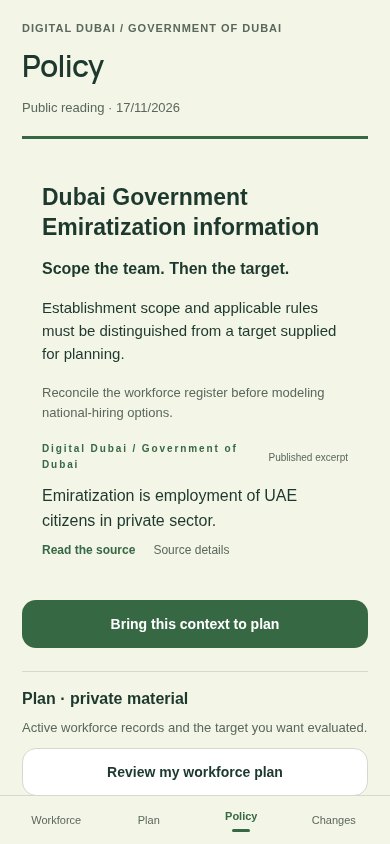 DIGITAL DUBAI / GOVERNMENT OF DUBAI
Policy
Public reading · 17/11/2026
Dubai Government
Emiratization information
Scope the team. Then the target.
Establishment scope and applicable rules
must be distinguished from a target supplied
for planning.
Reconcile the workforce register before modeling
national-hiring options.
Digital Dubai / Government of
Dubai
Published excerpt
Emiratization is employment of UAE
citizens in private sector.
Read the source Source details
Bring this context to plan
Plan · private material
Active workforce records and the target you want evaluated.
Review my workforce plan
Workforce Plan Policy Changes